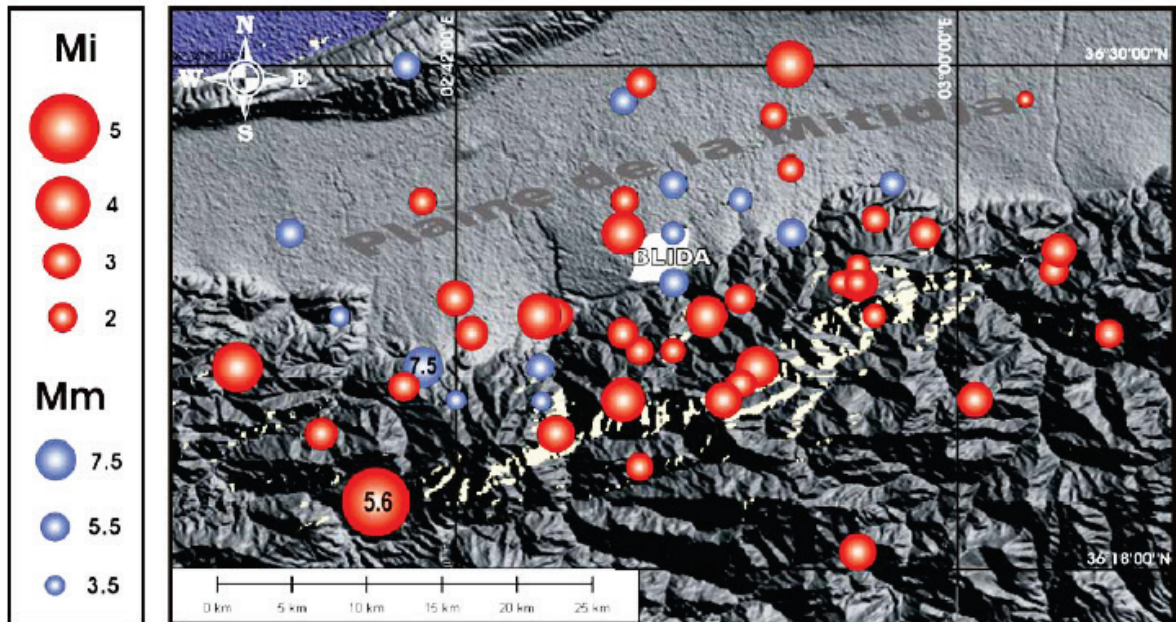 Mi
5
4
3
2
Mm
7.5
5.5
3.5
N
W E
S
02°42'00"E
03°00'00"E
36°30'00"N
Plaine de la Mitidja
BLIDA
7.5
5.6
36°18'00"N
0 km 5 km 10 km 15 km 20 km 25 km